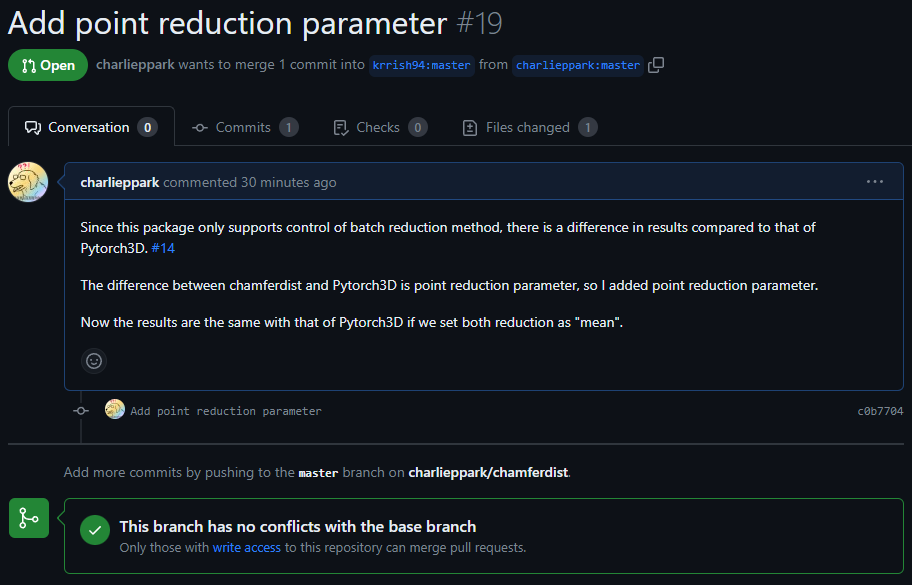 Add point reduction parameter #19
Open charlieppark wants to merge 1 commit into krrish94:master from charlieppark:master
Conversation 0 Commits 1 Checks 0 Files changed 1
charlieppark commented 30 minutes ago
Since this package only supports control of batch reduction method, there is a difference in results compared to that of
Pytorch3D. #14
The difference between chamferdist and Pytorch3D is point reduction parameter, so I added point reduction parameter.
Now the results are the same with that of Pytorch3D if we set both reduction as "mean".
Add point reduction parameter c0b7704
Add more commits by pushing to the master branch on charlieppark/chamferdist.
This branch has no conflicts with the base branch
Only those with write access to this repository can merge pull requests.